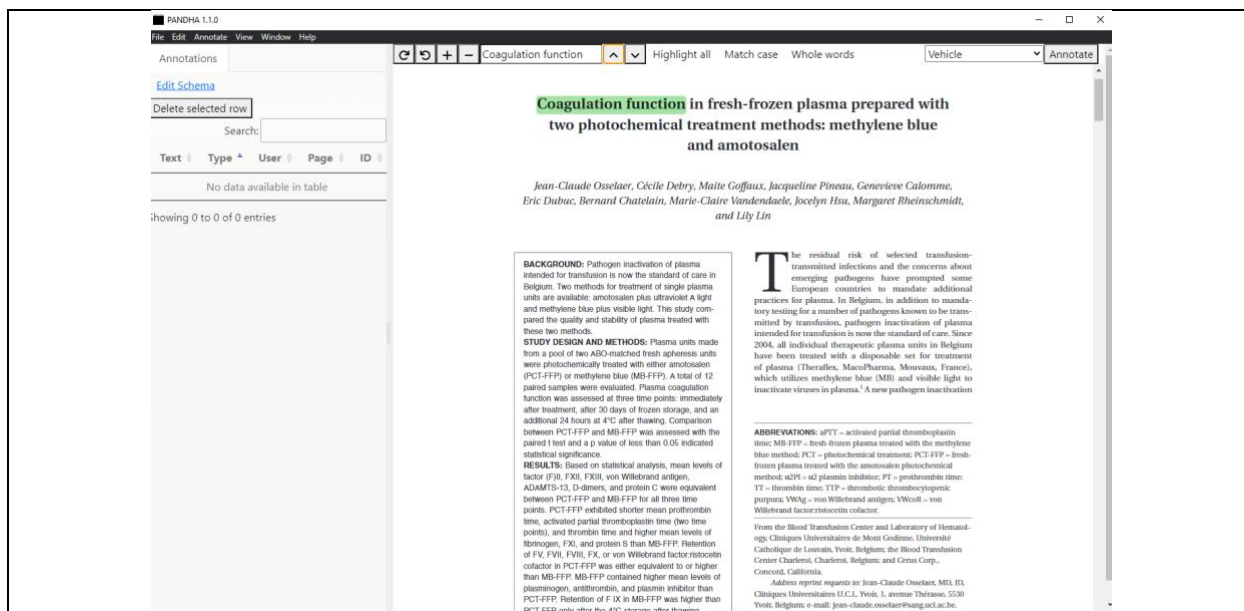 PANDHA 1.1.0
File Edit Annotate View Window Help
Annotations
Edit Schema
Delete selected row
Search:
Text Type User Page ID
No data available in table
Showing 0 to 0 of 0 entries
Coagulation function Highlight all Match case Whole words Vehicle Annotate
Coagulation function in fresh-frozen plasma prepared with
two photochemical treatment methods: methylene blue
and amotosalen
Jean-Claude Osselaer, Cécile Debry, Maite Goffaux, Jacqueline Pineau, Genevieve Calomme,
Eric Dubuc, Bernard Chatelain, Marie-Claire Vandendaele, Jocelyn Hsu, Margaret Rheinschmidt,
and Lily Lin
BACKGROUND: Pathogen inactivation of plasma
intended for transfusion is now the standard of care in
Belgium. Two methods for treatment of single plasma
units are available: amotosalen plus ultraviolet A light
and methylene blue plus visible light. This study com-
pared the quality and stability of plasma treated with
these two methods.
STUDY DESIGN AND METHODS: Plasma units made
from a pool of two ABO-matched fresh apheresis units
were photochemically treated with either amotosalen
(PCT-FFP) or methylene blue (MB-FFP). A total of 12
paired samples were evaluated. Plasma coagulation
function was assessed at three time points: immediately
after treatment, after 30 days of frozen storage, and an
additional 24 hours at 4°C after thawing. Comparison
between PCT-FFP and MB-FFP was assessed with the
paired t test and a p value of less than 0.05 indicated
statistical significance.
RESULTS: Based on statistical analysis, mean levels of
factor (F)II, FXII, FXIII, von Willebrand antigen,
ADAMTS-13, D-dimers, and protein C were equivalent
between PCT-FFP and MB-FFP for all three time
points. PCT-FFP exhibited shorter mean prothrombin
time, activated partial thromboplastin time (two time
points), and thrombin time and higher mean levels of
fibrinogen, FXI, and protein S than MB-FFP. Retention
of FV, FVII, FVIII, FX, or von Willebrand factor:ristocetin
cofactor in PCT-FFP was either equivalent to or higher
than MB-FFP. MB-FFP contained higher mean levels of
plasminogen, antithrombin, and plasmin inhibitor than
PCT-FFP. Retention of F IX in MB-FFP was higher than
PCT-FFP only after the 4°C storage after thawing
The residual risk of selected transfusion-
transmitted infections and the concerns about
emerging pathogens have prompted some
European countries to mandate additional
practices for plasma. In Belgium, in addition to manda-
tory testing for a number of pathogens known to be trans-
mitted by transfusion, pathogen inactivation of plasma
intended for transfusion is now the standard of care. Since
2004, all individual therapeutic plasma units in Belgium
have been treated with a disposable set for treatment
of plasma (Theraflex, MacoPharma, Mouvaux, France),
which utilizes methylene blue (MB) and visible light to
inactivate viruses in plasma.¹ A new pathogen inactivation
ABBREVIATIONS: aPTT = activated partial thromboplastin
time; MB-FFP = fresh-frozen plasma treated with the methylene
blue method; PCT = photochemical treatment; PCT-FFP = fresh-
frozen plasma treated with the amotosalen photochemical
method; α2PI = α2 plasmin inhibitor; PT = prothrombin time;
TT = thrombin time; TTP = thrombotic thrombocytopenic
purpura; VWAg = von Willebrand antigen; VWcoR = von
Willebrand factor:ristocetin cofactor.
From the Blood Transfusion Center and Laboratory of Hematol-
ogy, Cliniques Universitaires de Mont Godinne, Université
Catholique de Louvain, Yvoir, Belgium; the Blood Transfusion
Center Charleroi, Charleroi, Belgium; and Cerus Corp.,
Concord, California.
Address reprint requests to: Jean-Claude Osselaer, MD, JD,
Cliniques Universitaires U.C.L. Yvoir, 1, avenue Thérasse, 5530
Yvoir, Belgium; e-mail: jean-claude.osselaer@sang.ucl.ac.be.